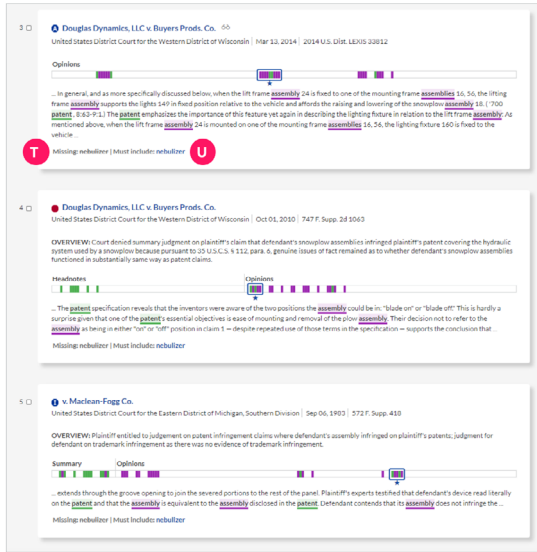 3
Douglas Dynamics, LLC v. Buyers Prods. Co.
United States District Court for the Western District of Wisconsin | Mar 13, 2014 | 2014 U.S. Dist. LEXIS 33812
Opinions
... In general, and as more specifically discussed below, when the lift frame assembly 24 is fixed to one of the mounting frame assemblies 16, 56, the lifting
frame assembly supports the lights 149 in fixed position relative to the vehicle and affords the raising and lowering of the snowplow assembly 18. ( '700
patent , 8:63-9:1.) The patent emphasizes the importance of this feature yet again in describing the lighting fixture in relation to the lift frame assembly: As
mentioned above, when the lift frame assembly 24 is mounted on one of the mounting frame assemblies 16, 56, the lighting fixture 160 is fixed to the
vehicle ...
T Missing: nebulizer | Must include: nebulizer U
4
Douglas Dynamics, LLC v. Buyers Prods. Co.
United States District Court for the Western District of Wisconsin | Oct 01, 2010 | 747 F. Supp. 2d 1063
OVERVIEW: Court denied summary judgment on plaintiff's claim that defendant's snowplow assemblies infringed plaintiff's patent covering the hydraulic
system used by a snowplow because pursuant to 35 U.S.C.S. § 112, para. 6, genuine issues of fact remained as to whether defendant's snowplow assemblies
functioned in substantially same way as patent claims.
Headnotes Opinions
... The patent specification reveals that the inventors were aware of the two positions the assembly could be in: "blade on" or "blade off." This is hardly a
surprise given that one of the patent's essential objectives is ease of mounting and removal of the plow assembly. Their decision not to refer to the
assembly as being in either "on" or "off" position in claim 1 — despite repeated use of those terms in the specification — supports the conclusion that ...
Missing: nebulizer | Must include: nebulizer
5
v. Maclean-Fogg Co.
United States District Court for the Eastern District of Michigan, Southern Division | Sep 06, 1983 | 572 F. Supp. 418
OVERVIEW: Plaintiff entitled to judgement on patent infringement claims where defendant's assembly infringed on plaintiff's patents; judgment for
defendant on trademark infringement as there was no evidence of trademark infringement.
Summary Opinions
... extends through the groove opening to join the severed portions to the rest of the panel. Plaintiff's experts testified that defendant's device read literally
on the patent and that the assembly is equivalent to the assembly disclosed in the patent. Defendant contends that its assembly does not infringe the ...
Missing: nebulizer | Must include: nebulizer